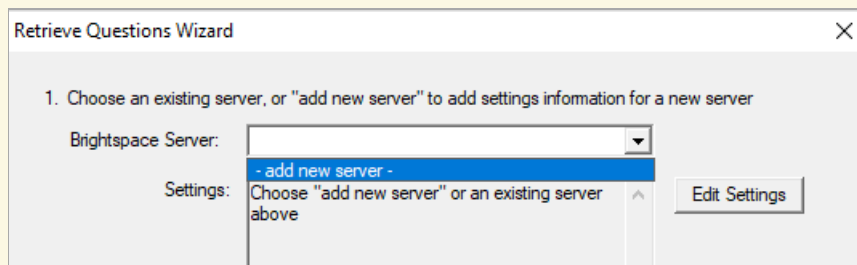 Retrieve Questions Wizard
1. Choose an existing server, or "add new server" to add settings information for a new server
Brightspace Server:
- add new server -
Settings:
Choose "add new server" or an existing server
above
Edit Settings